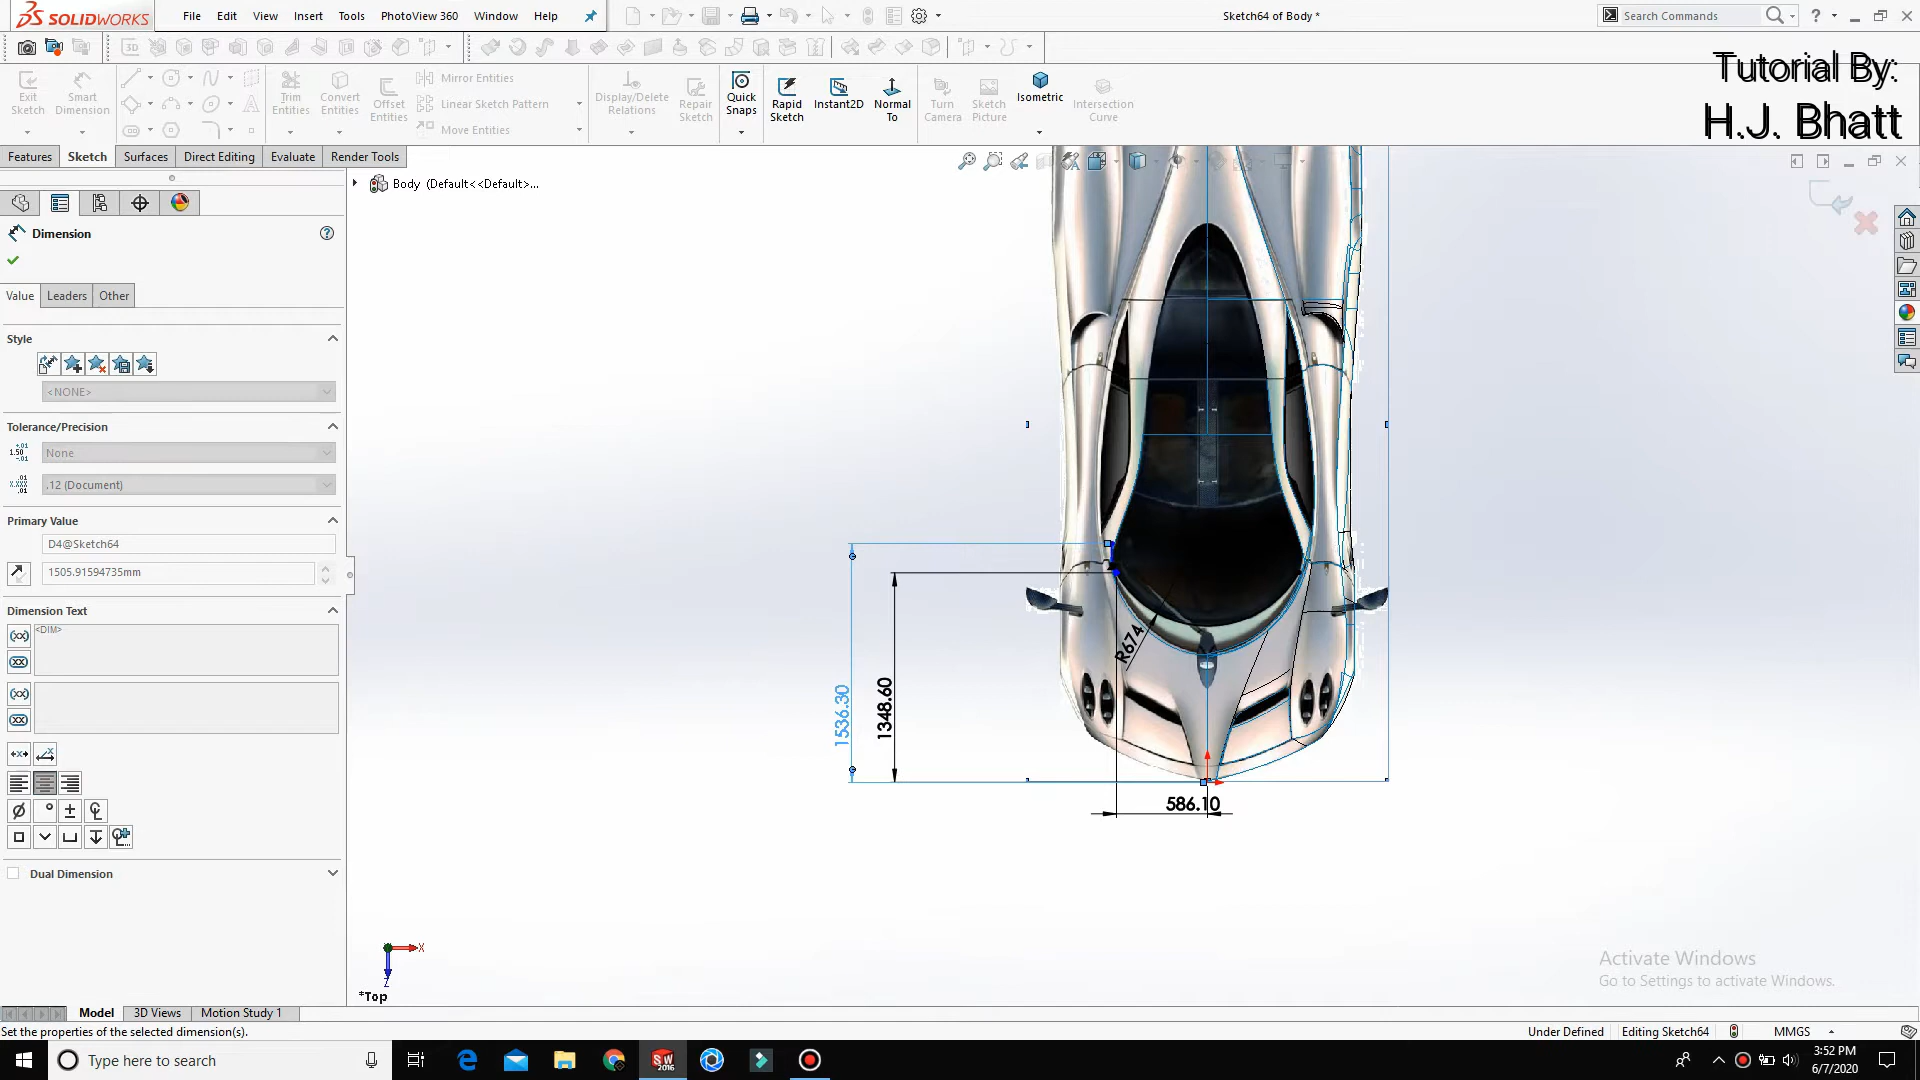 SOLIDWORKS
File Edit View Insert Tools PhotoView 360 Window Help
Sketch64 of Body *
Search Commands
Tutorial By:
H.J. Bhatt
Exit Sketch
Smart Dimension
Trim Entities
Convert Entities
Offset Entities
Mirror Entities
Linear Sketch Pattern
Move Entities
Display/Delete Relations
Repair Sketch
Quick Snaps
Rapid Sketch
Instant2D
Normal To
Turn Camera
Sketch Picture
Isometric
Intersection Curve
Features Sketch Surfaces Direct Editing Evaluate Render Tools
Body (Default<<Default>...
Dimension
Value Leaders Other
Style
<NONE>
Tolerance/Precision
None
.12 (Document)
Primary Value
D4@Sketch64
1505.91594735mm
Dimension Text
<DIM>
Dual Dimension
1536.30
1348.60
R674
586.10
X
Z
*Top
Activate Windows
Go to Settings to activate Windows.
Model 3D Views Motion Study 1
Set the properties of the selected dimension(s).
Under Defined Editing Sketch64 MMGS
Type here to search
SW 2016
3:52 PM
6/7/2020